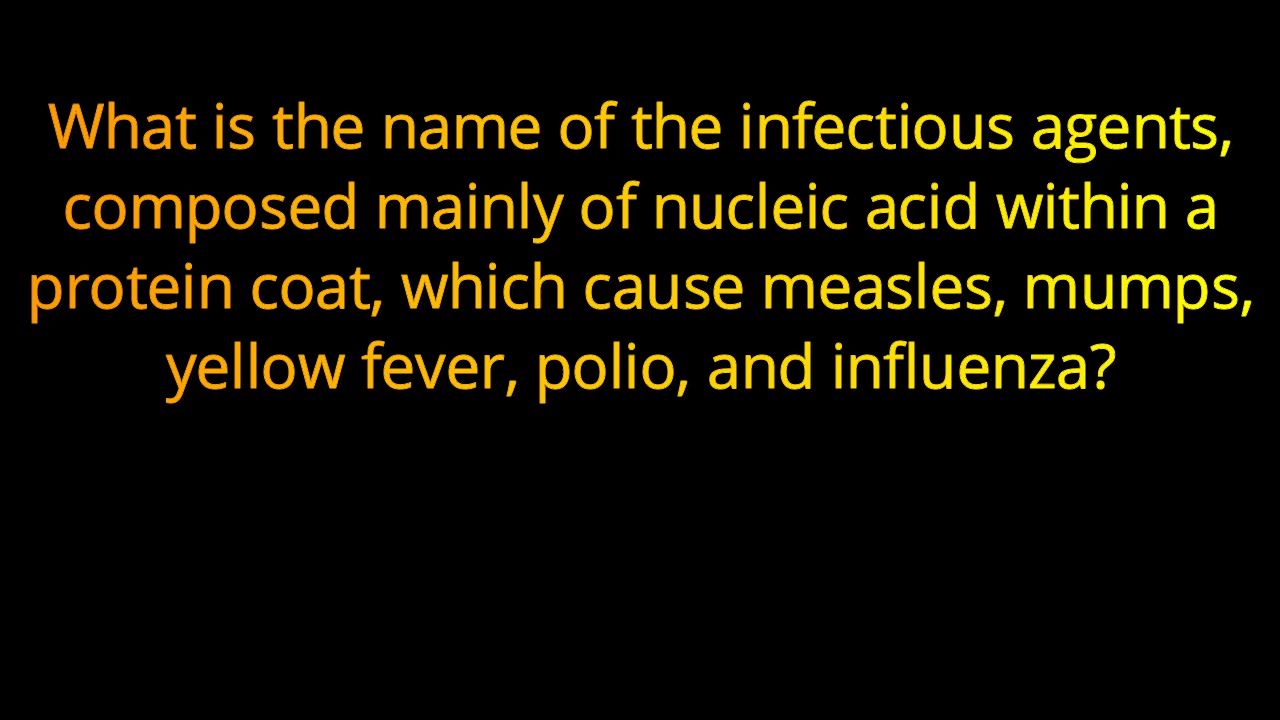 What is the name of the infectious agents,
composed mainly of nucleic acid within a
protein coat, which cause measles, mumps,
yellow fever, polio, and influenza?